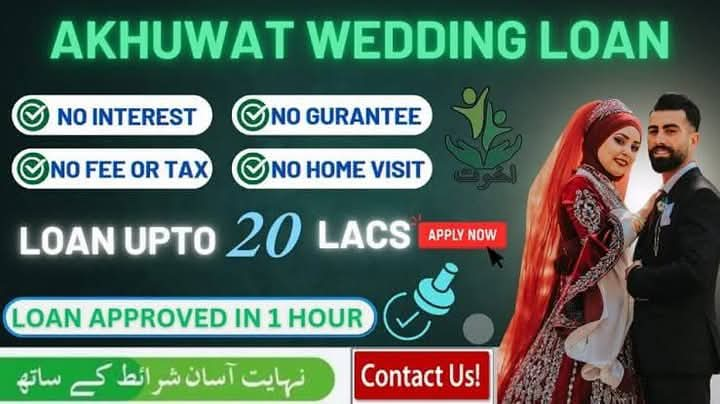 AKHUWAT WEDDING LOAN
NO INTEREST
NO GURANTEE
NO FEE OR TAX
NO HOME VISIT
اخوت
LOAN UPTO 20 LACS
APPLY NOW
LOAN APPROVED IN 1 HOUR
نہایت آسان شرائط کے ساتھ
Contact Us!